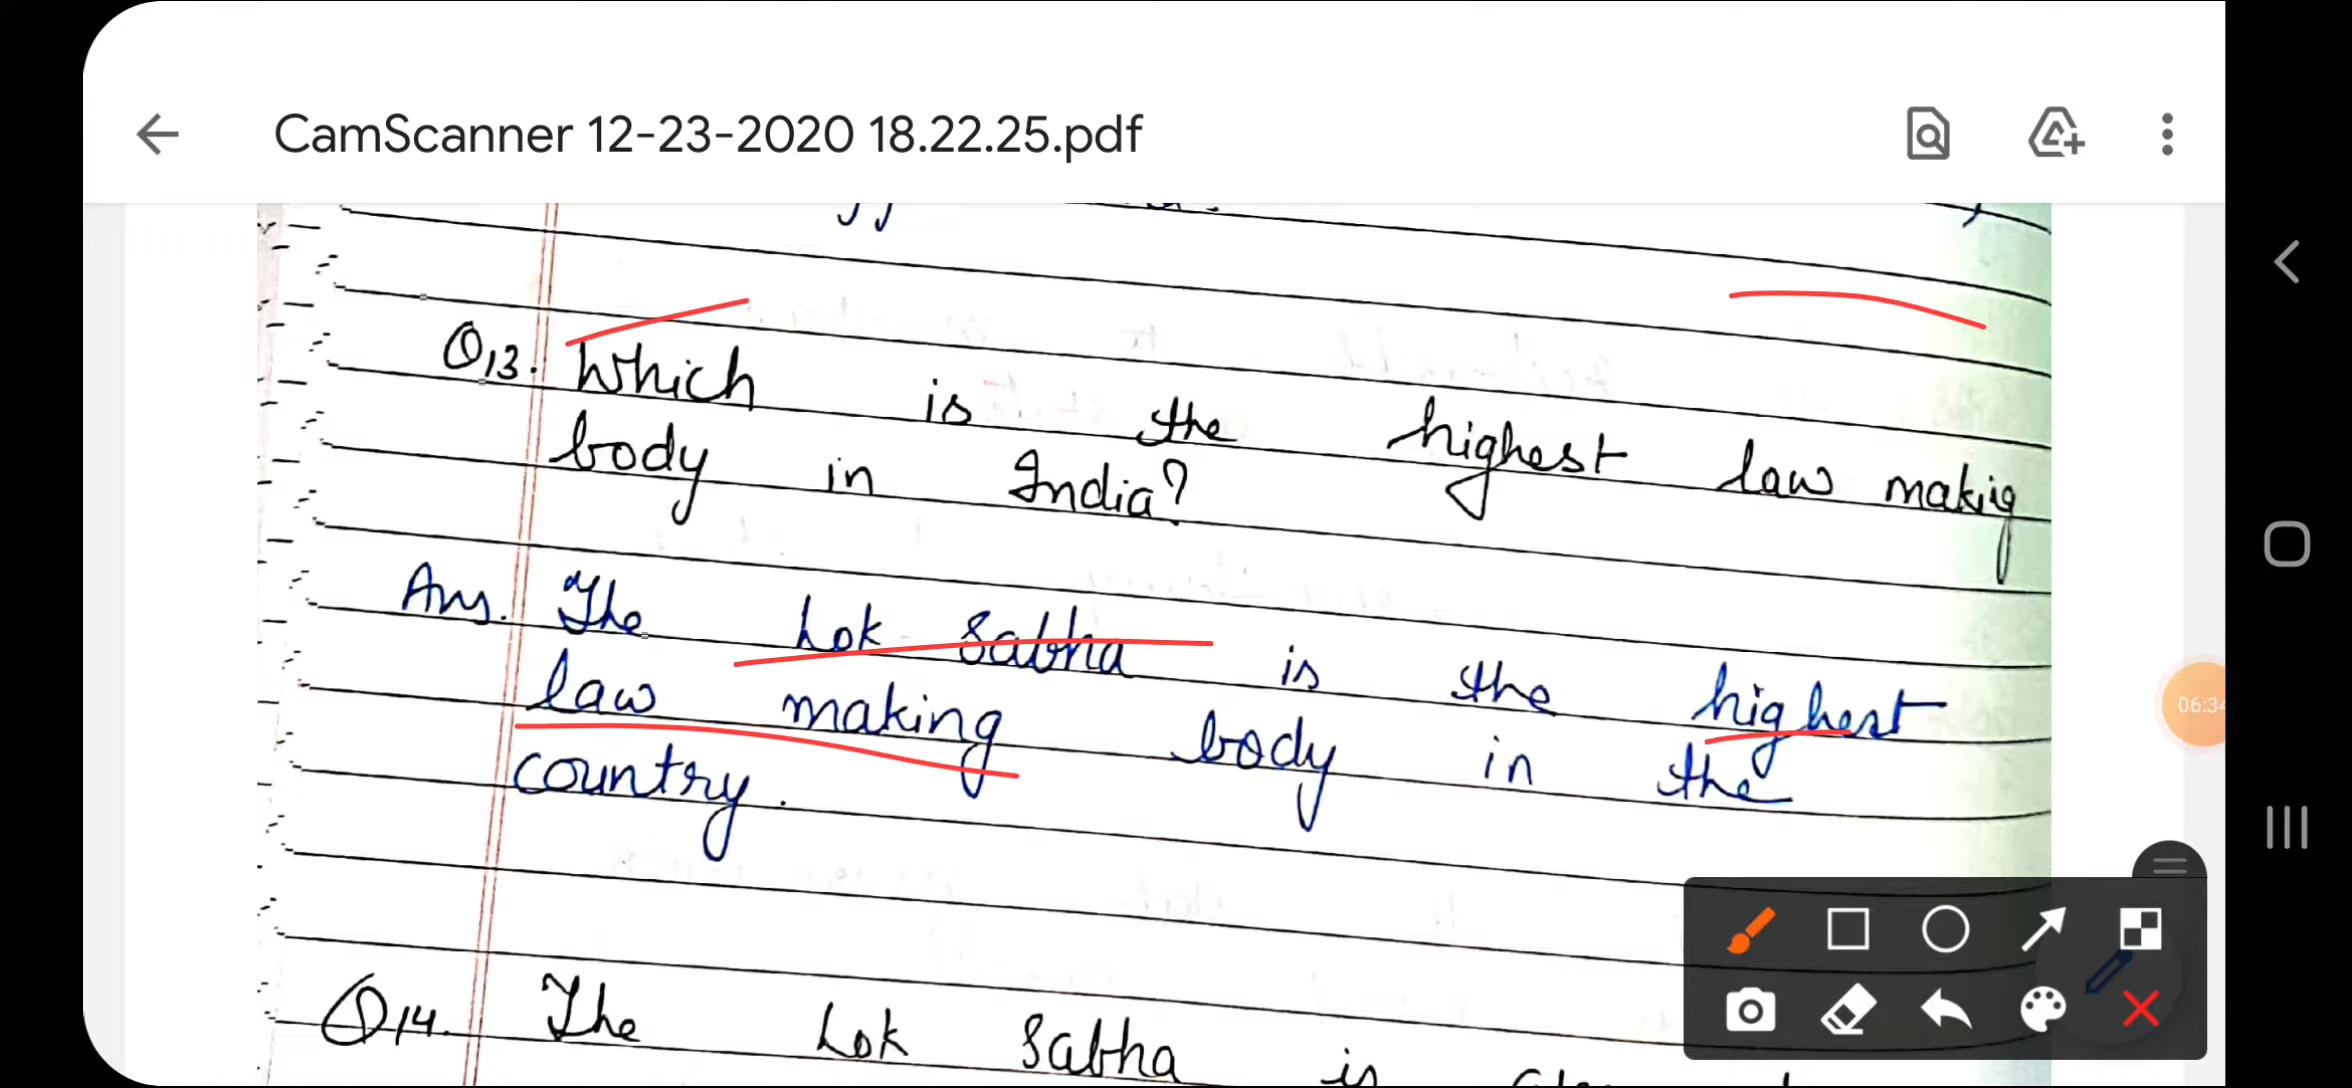 CamScanner 12-23-2020 18.22.25.pdf
Q13. Which is the highest law making
body in India?
Ans. The Lok Sabha is the highest
law making body in the
country.
06:34
Q14. The Lok Sabha is